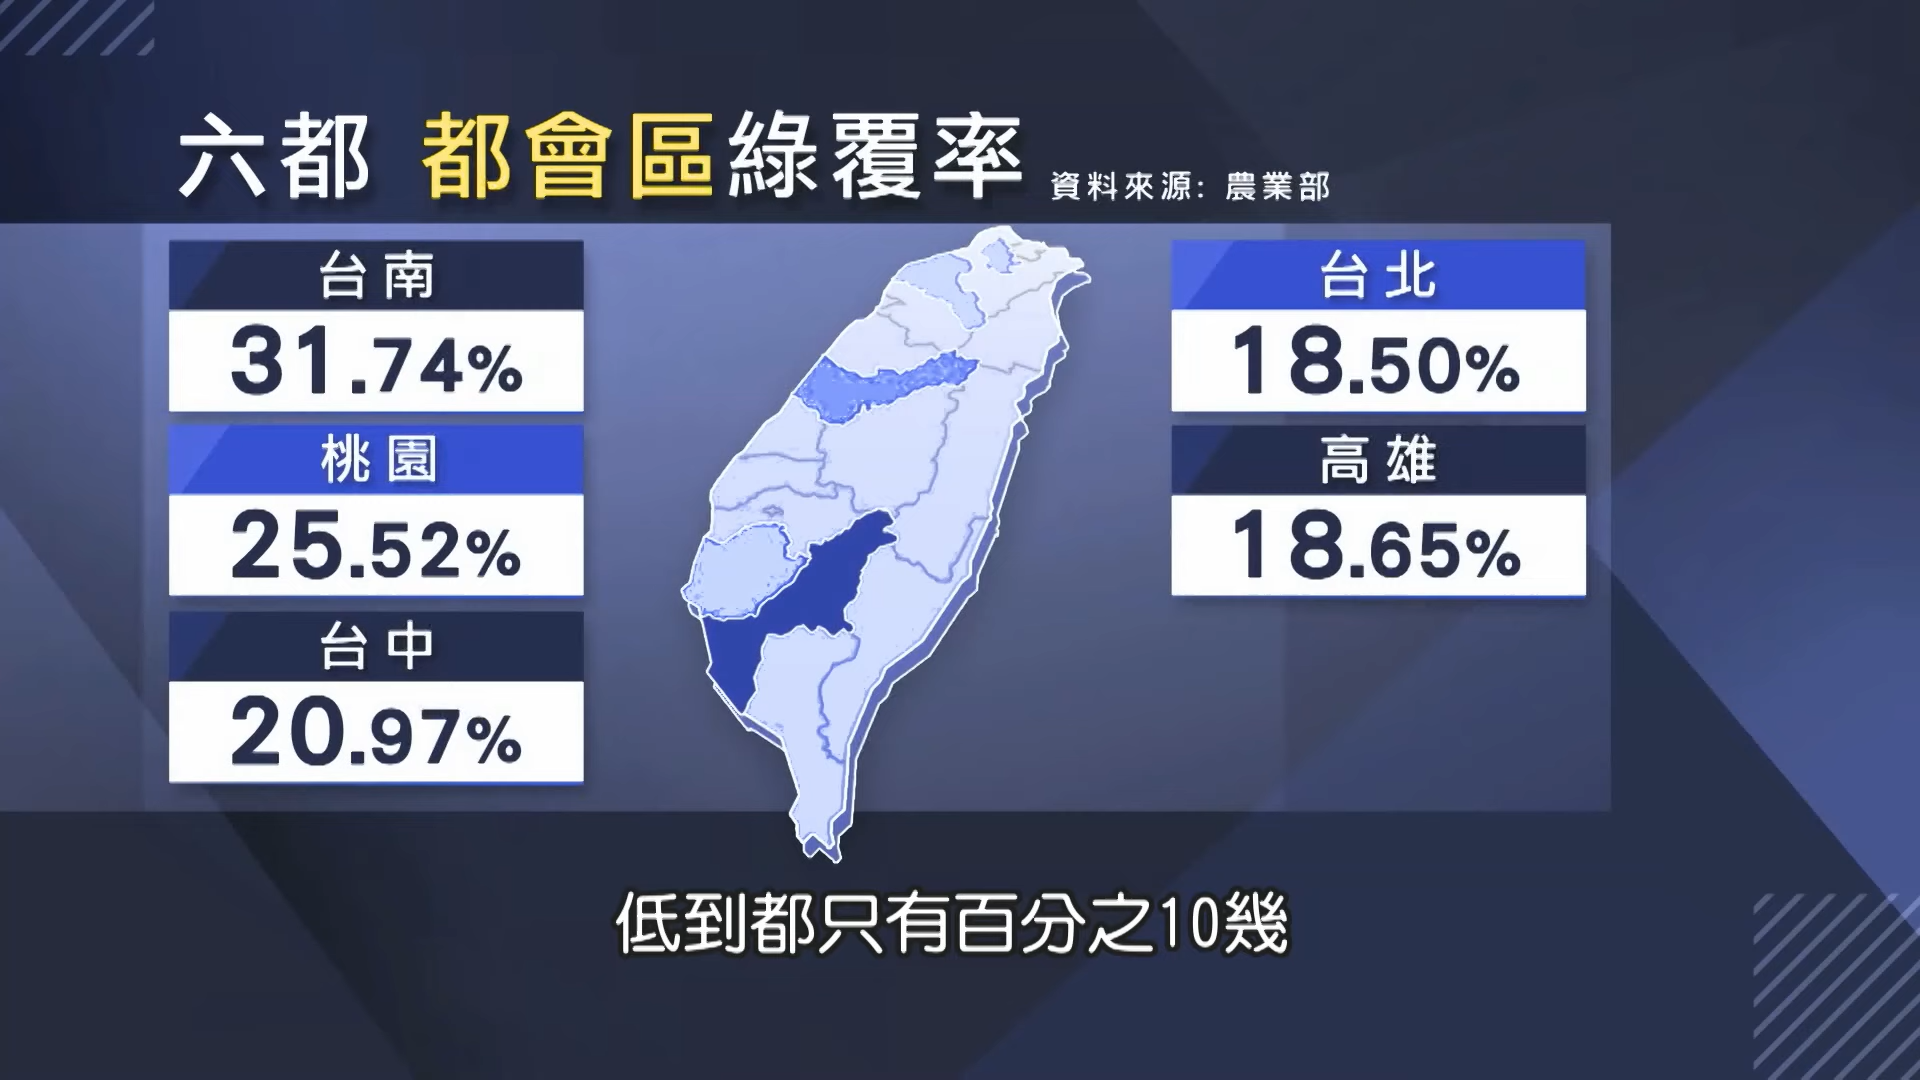 六都 都會區綠覆率 資料來源: 農業部
台南
31.74%
桃園
25.52%
台中
20.97%
台北
18.50%
高雄
18.65%
低到都只有百分之10幾